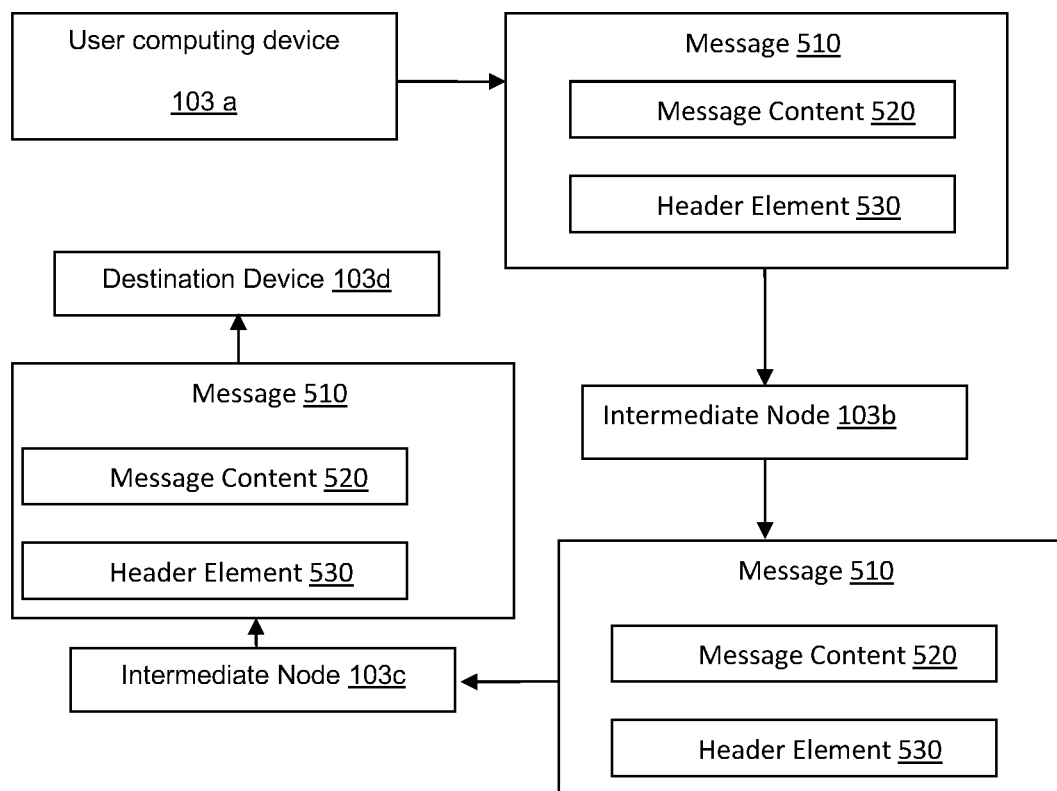 User computing device
103 a
Message 510
Message Content 520
Header Element 530
Destination Device 103d
Message 510
Message Content 520
Header Element 530
Intermediate Node 103b
Intermediate Node 103c
Message 510
Message Content 520
Header Element 530